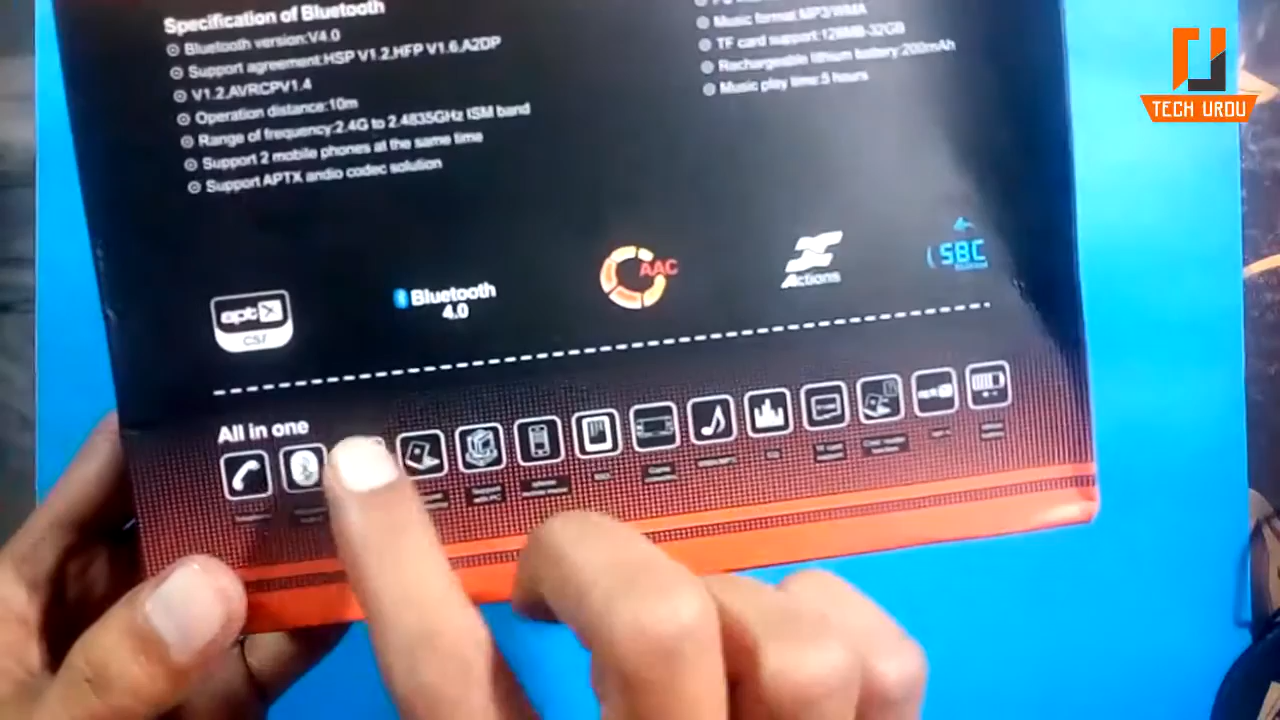 Specification of Bluetooth
Bluetooth version:V4.0
Support agreement:HSP V1.2,HFP V1.6,A2DP
V1.2,AVRCPV1.4
Operation distance:10m
Range of frequency:2.4G to 2.4835GHz ISM band
Support 2 mobile phones at the same time
Support APTX andio codec solution
Music format:MP3/WMA
TF card support:128MB-32GB
Rechargeable lithium battery:200mAh
Music play time:5 hours
TECH URDU
aptX
CSr
Bluetooth
4.0
AAC
Actions
SBC
All in one